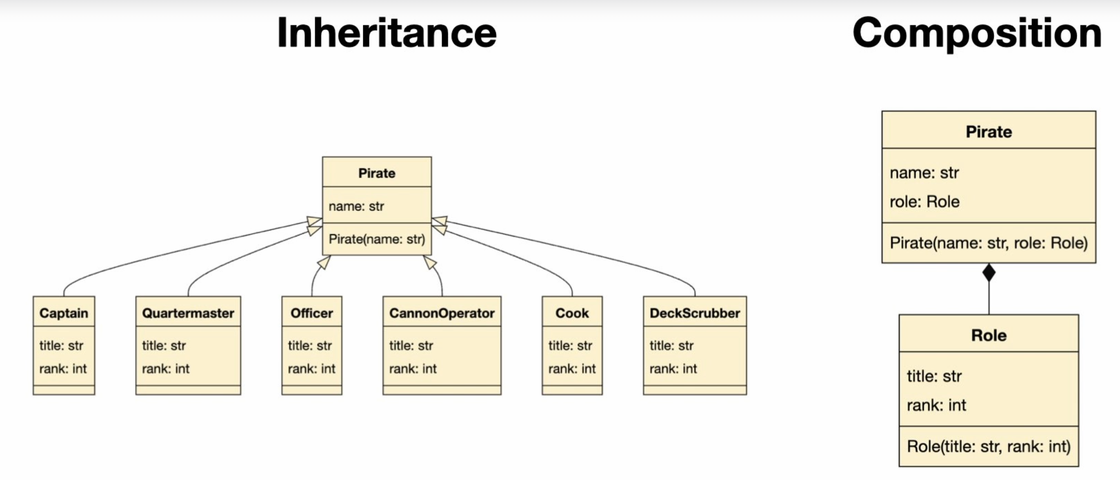 Inheritance
Composition
Pirate
name: str
Pirate(name: str)
Captain
title: str
rank: int
Quartermaster
title: str
rank: int
Officer
title: str
rank: int
CannonOperator
title: str
rank: int
Cook
title: str
rank: int
DeckScrubber
title: str
rank: int
Pirate
name: str
role: Role
Pirate(name: str, role: Role)
Role
title: str
rank: int
Role(title: str, rank: int)